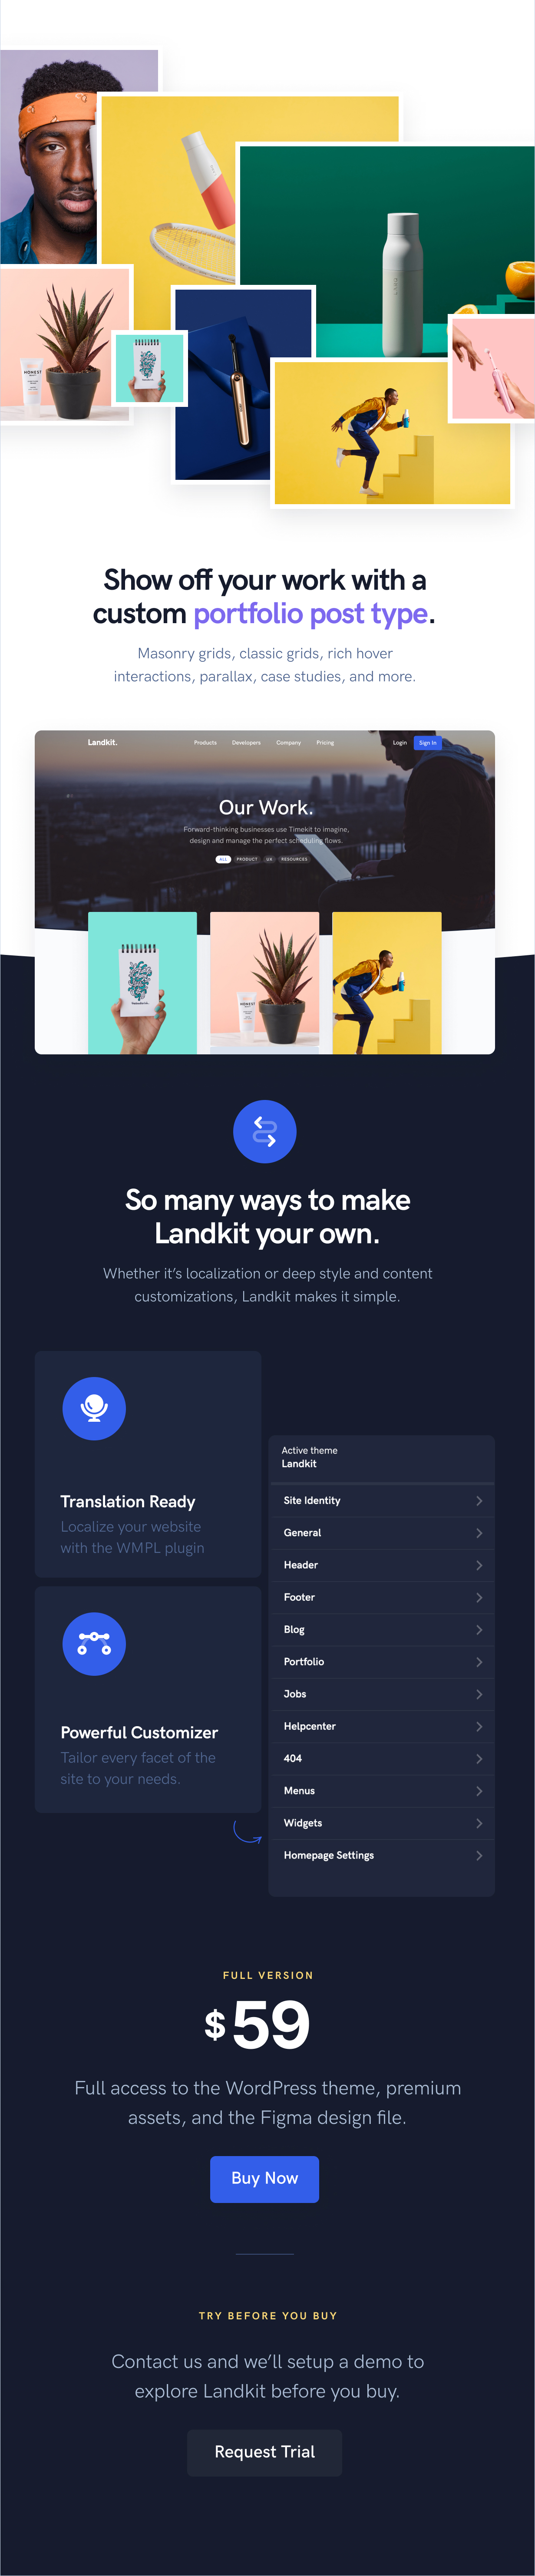 HONEST
LARQ
Show off your work with a
custom portfolio post type.
Masonry grids, classic grids, rich hover
interactions, parallax, case studies, and more.
Landkit.
Products Developers Company Pricing
Login Sign In
Our Work.
Forward-thinking businesses use Timekit to imagine,
design and manage the perfect scheduling flows.
ALL PRODUCT UX RESOURCES
HONEST
So many ways to make
Landkit your own.
Whether it’s localization or deep style and content
customizations, Landkit makes it simple.
Translation Ready
Localize your website
with the WMPL plugin
Powerful Customizer
Tailor every facet of the
site to your needs.
Active theme
Landkit
Site Identity
General
Header
Footer
Blog
Portfolio
Jobs
Helpcenter
404
Menus
Widgets
Homepage Settings
FULL VERSION
$59
Full access to the WordPress theme, premium
assets, and the Figma design file.
Buy Now
TRY BEFORE YOU BUY
Contact us and we’ll setup a demo to
explore Landkit before you buy.
Request Trial